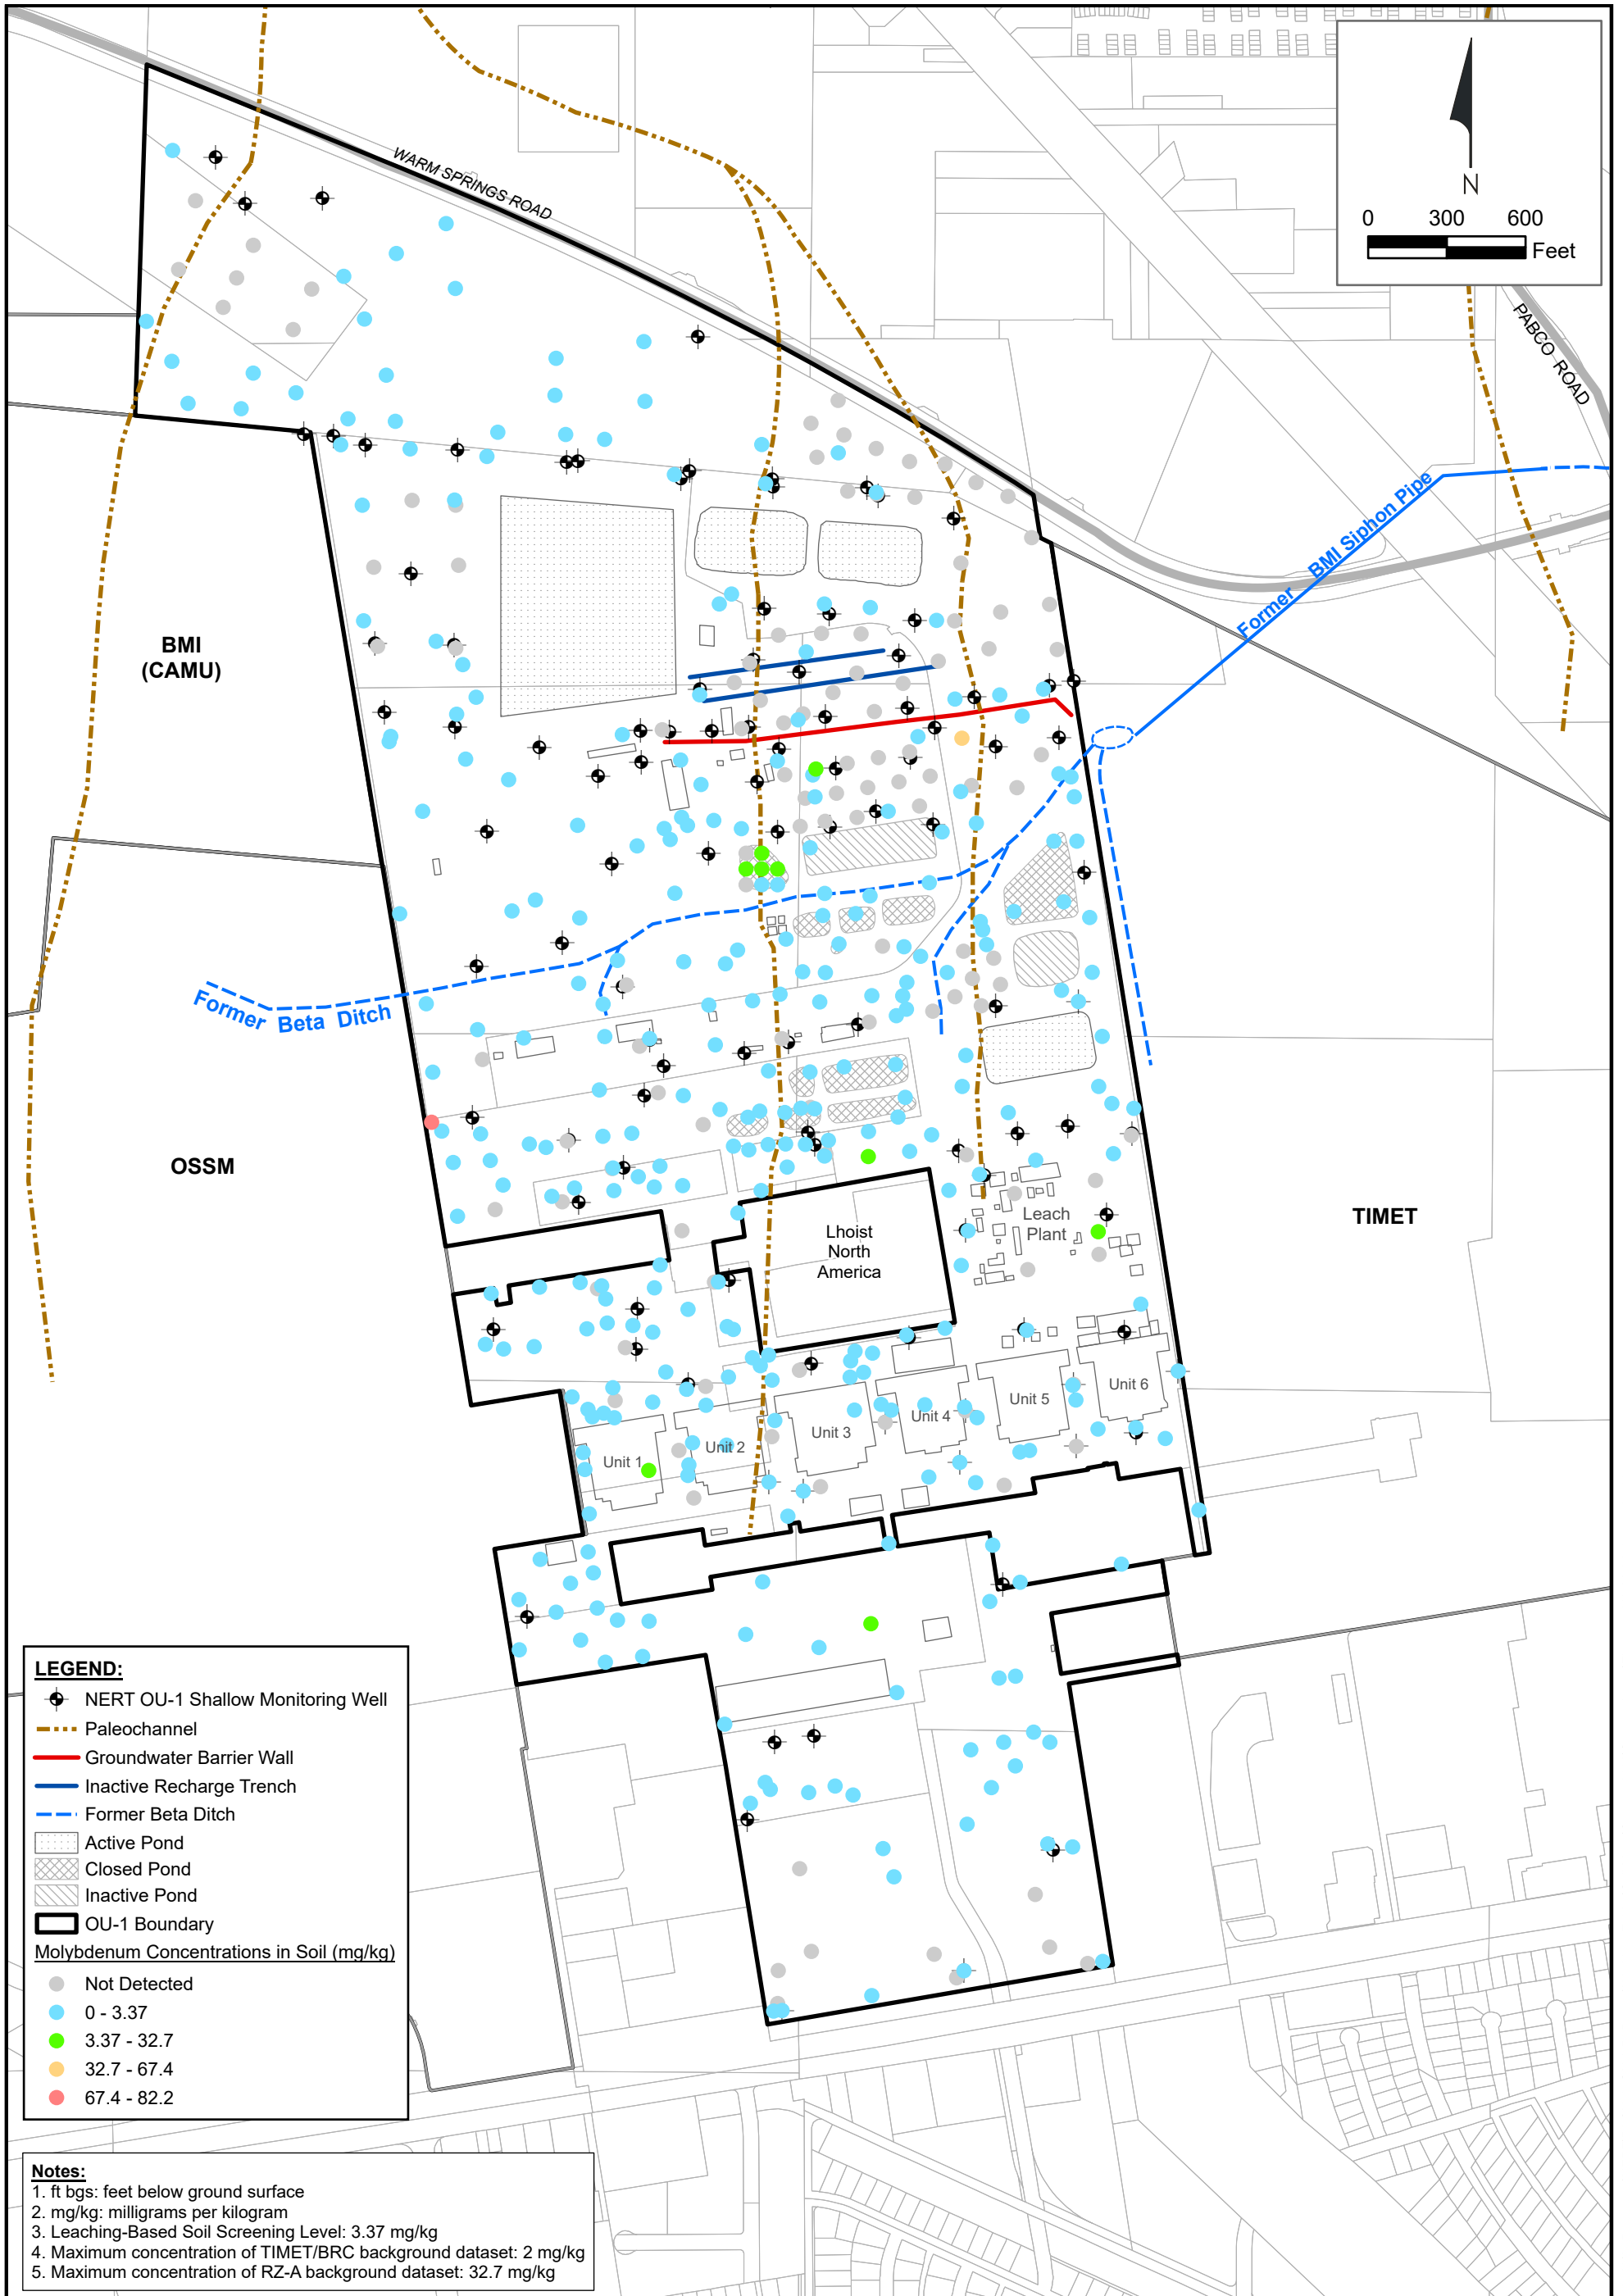 WARM SPRINGS ROAD
N
0 300 600
Feet
PABCO ROAD
Former BMI Siphon Pipe
BMI
(CAMU)
Former Beta Ditch
OSSM
TIMET
Lhoist
North
America
Leach
Plant
Unit 1
Unit 2
Unit 3
Unit 4
Unit 5
Unit 6
LEGEND:
NERT OU-1 Shallow Monitoring Well
Paleochannel
Groundwater Barrier Wall
Inactive Recharge Trench
Former Beta Ditch
Active Pond
Closed Pond
Inactive Pond
OU-1 Boundary
Molybdenum Concentrations in Soil (mg/kg)
Not Detected
0 - 3.37
3.37 - 32.7
32.7 - 67.4
67.4 - 82.2
Notes:
1. ft bgs: feet below ground surface
2. mg/kg: milligrams per kilogram
3. Leaching-Based Soil Screening Level: 3.37 mg/kg
4. Maximum concentration of TIMET/BRC background dataset: 2 mg/kg
5. Maximum concentration of RZ-A background dataset: 32.7 mg/kg